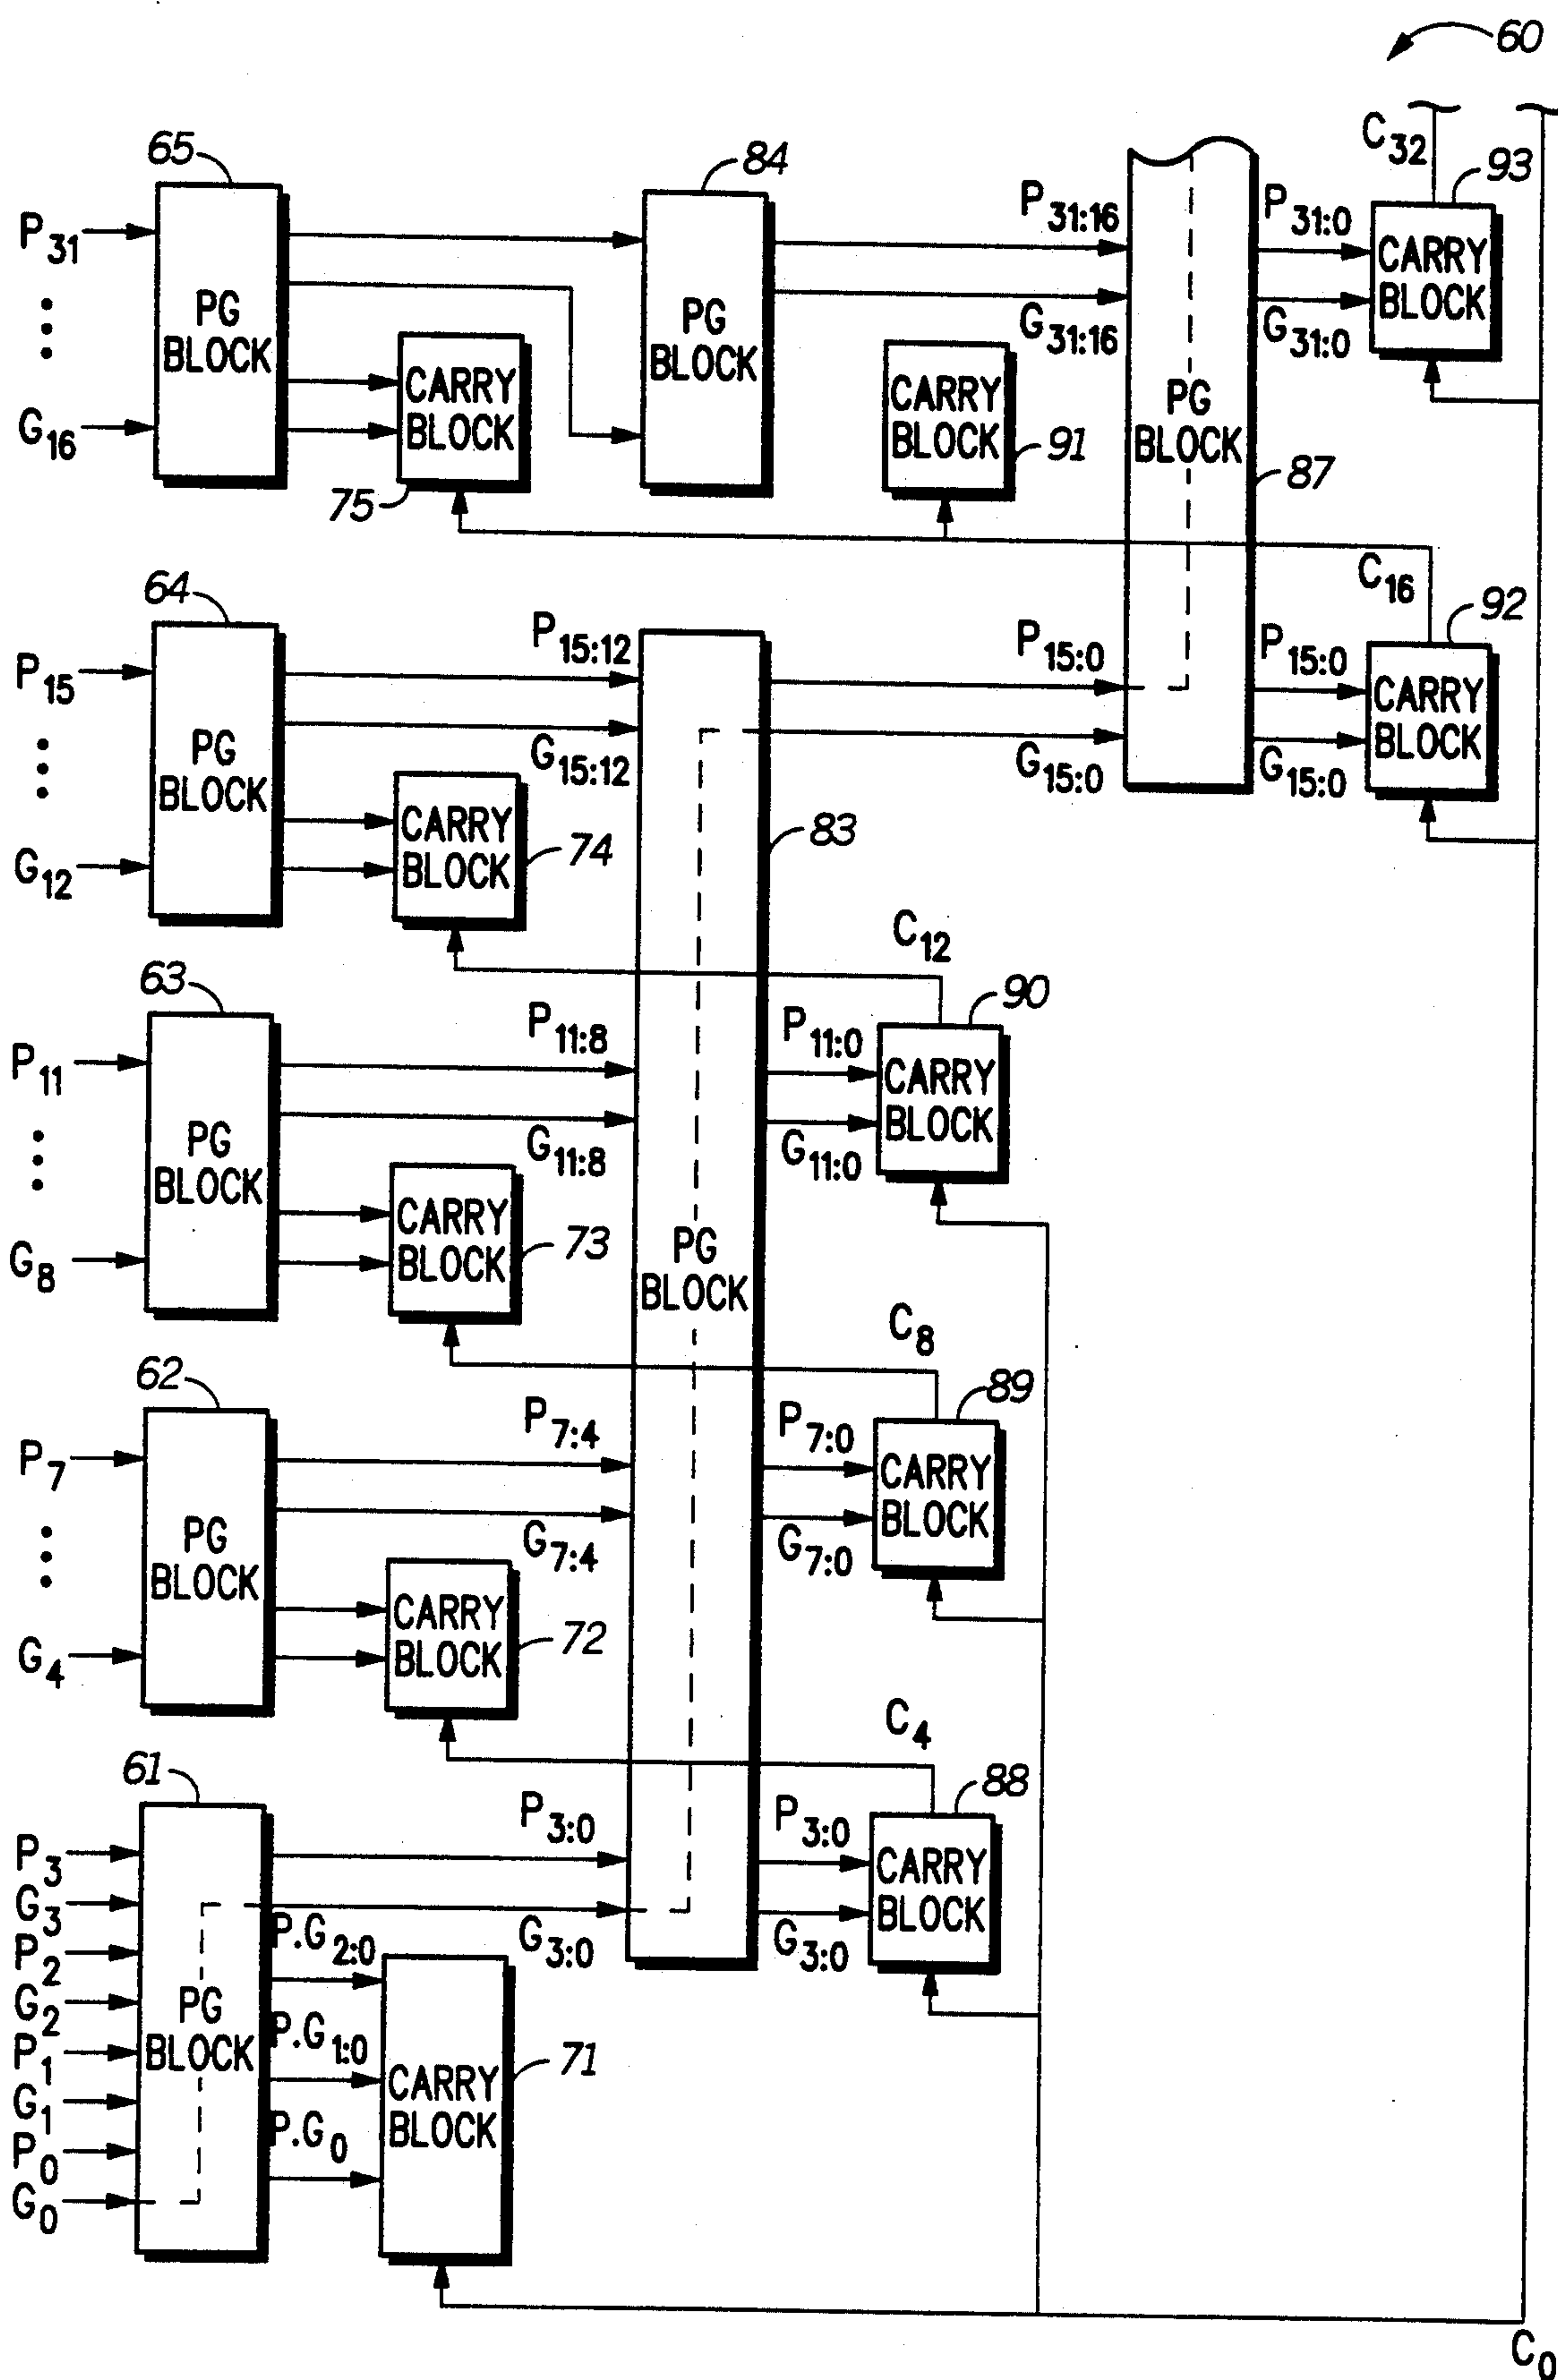 60
C32
65
84
P31:16
P31:0
93
P31
PG BLOCK
PG BLOCK
CARRY BLOCK
G31:16
G31:0
CARRY BLOCK
CARRY BLOCK
PG BLOCK
G16
75
91
87
C16
64
92
P15:12
P15:0
P15:0
P15
CARRY BLOCK
PG BLOCK
G15:12
G15:0
G15:0
CARRY BLOCK
74
83
G12
C12
63
90
P11:8
P11:0
P11
CARRY BLOCK
PG BLOCK
G11:8
G11:0
CARRY BLOCK
73
PG BLOCK
G8
C8
62
89
P7:4
P7:0
P7
CARRY BLOCK
PG BLOCK
G7:4
G7:0
CARRY BLOCK
72
G4
C4
61
88
P3:0
P3:0
P3
CARRY BLOCK
G3
P.G2:0
G3:0
G3:0
P2
G2
PG BLOCK
P.G1:0
P1
CARRY BLOCK
71
G1
P.G0
P0
G0
C0